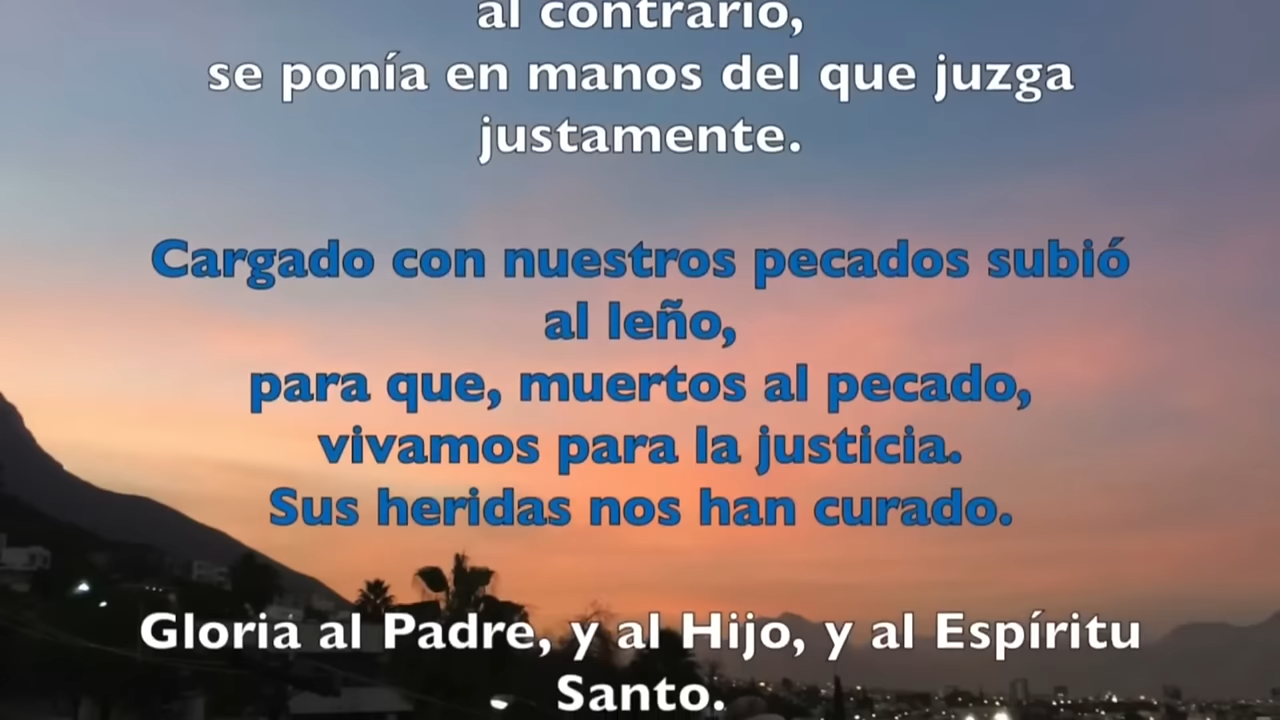 al contrario,
se ponía en manos del que juzga
justamente.
Cargado con nuestros pecados subió
al leño,
para que, muertos al pecado,
vivamos para la justicia.
Sus heridas nos han curado.
Gloria al Padre, y al Hijo, y al Espíritu
Santo.